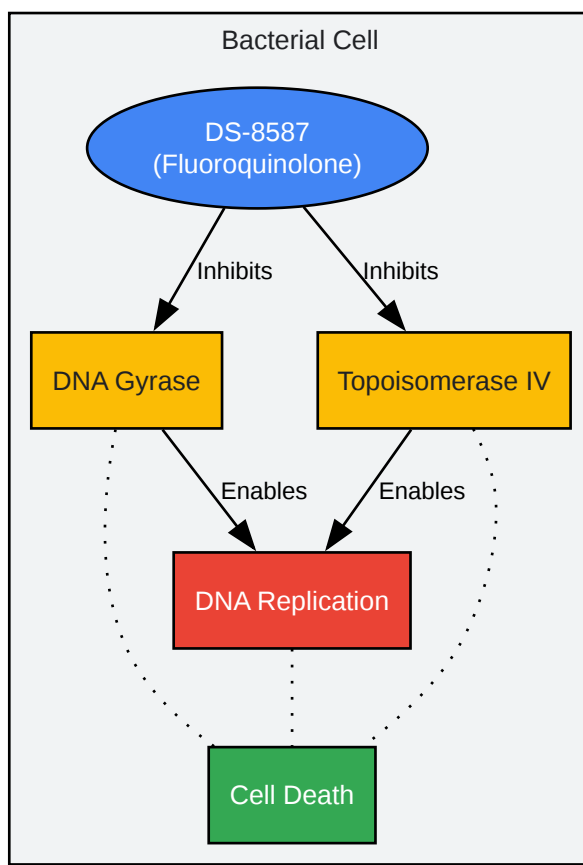 Bacterial Cell
DS-8587
(Fluoroquinolone)
Inhibits
Inhibits
DNA Gyrase
Topoisomerase IV
Enables
Enables
DNA Replication
Cell Death